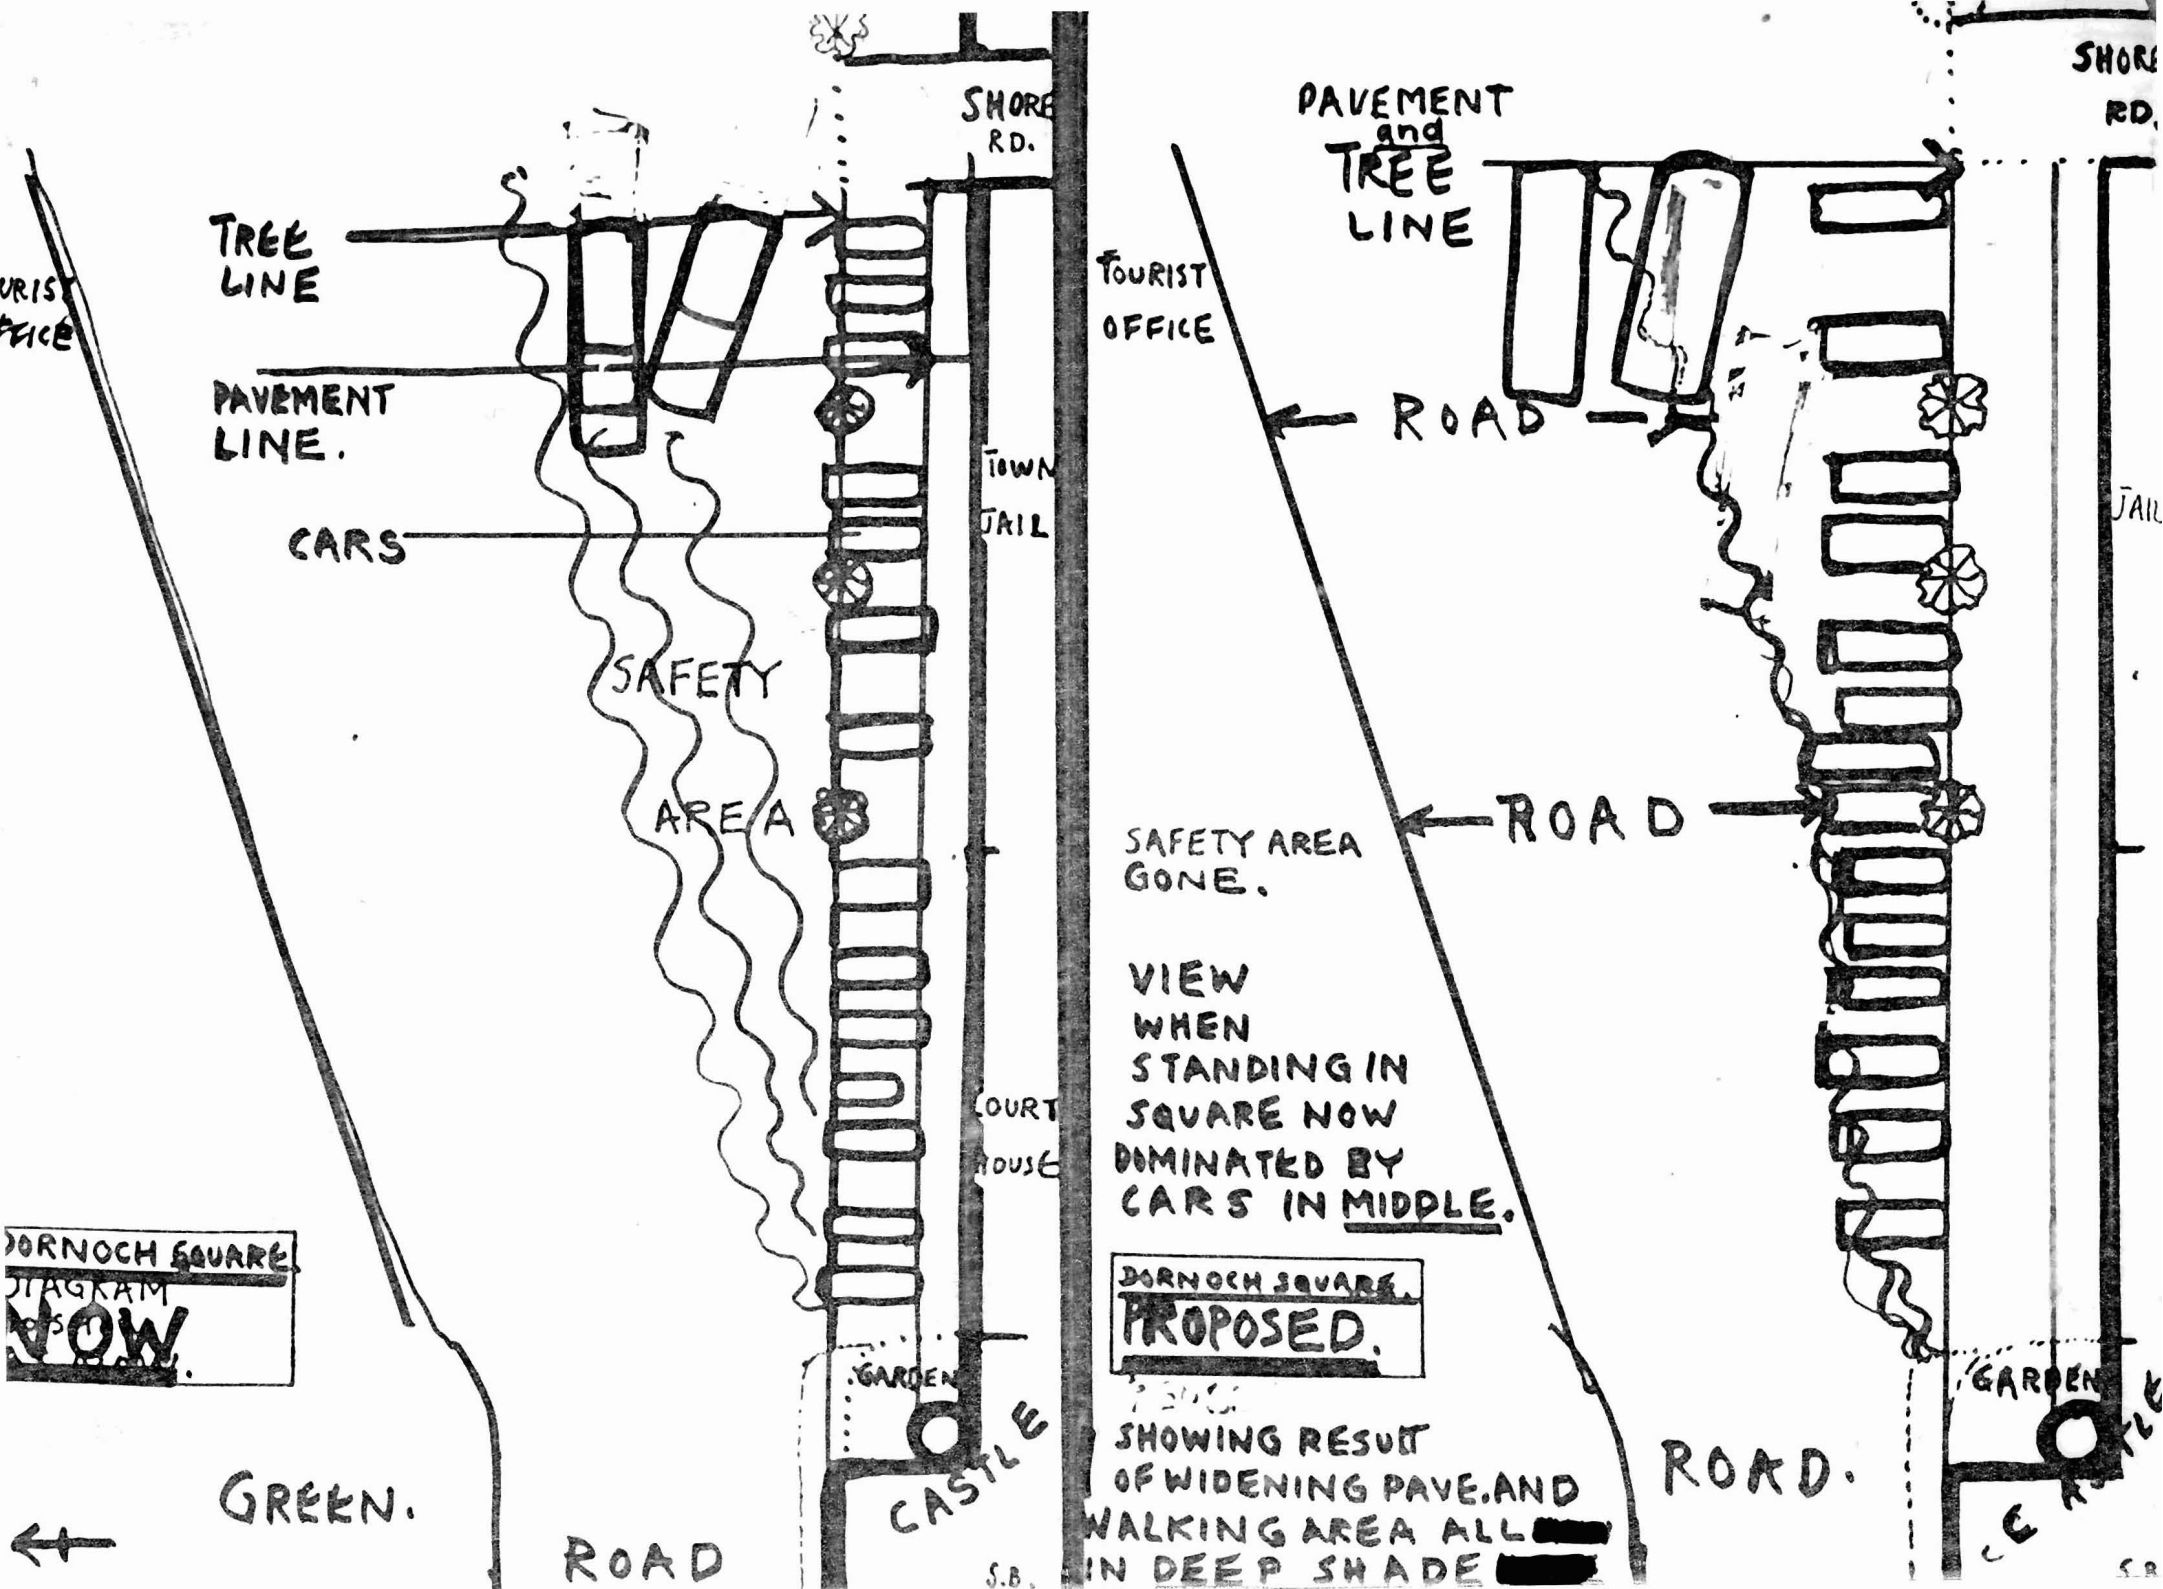 SHORE
RD.
TREE
LINE
PAVEMENT
LINE.
CARS
TOWN
JAIL
SAFETY
AREA
DORNOCH SQUARE
NOW.
GARDEN
CASTLE
GREEN.
ROAD
S.B.
SHORE
RD.
PAVEMENT
and
TREE
LINE
TOURIST
OFFICE
ROAD
JAIL
ROAD
SAFETY AREA
GONE.
VIEW
WHEN
STANDING IN
SQUARE NOW
DOMINATED BY
CARS IN MIDDLE.
DORNOCH SQUARE.
PROPOSED.
GARDEN
SHOWING RESULT
OF WIDENING PAVE. AND
WALKING AREA ALL
IN DEEP SHADE
ROAD.